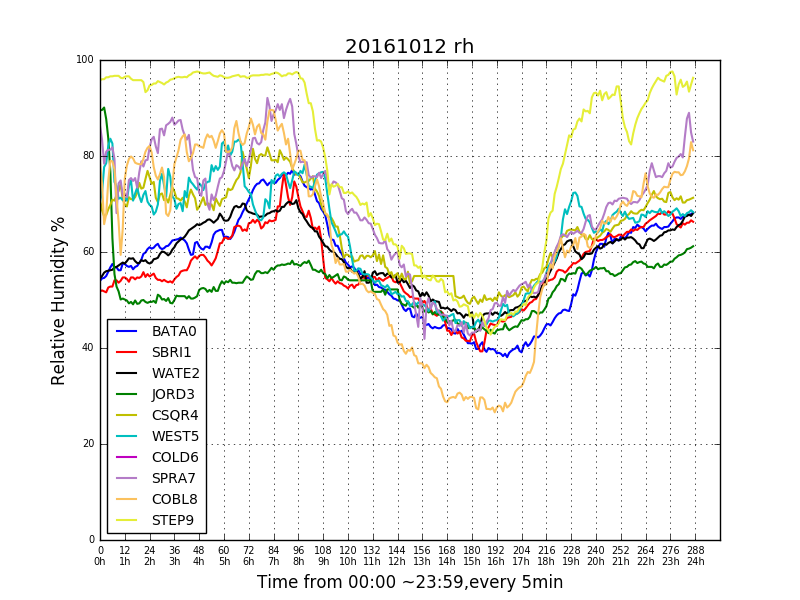 20161012 rh
100
80
60
40
20
0
Relative Humidity %
BATA0
SBRI1
WATE2
JORD3
CSQR4
WEST5
COLD6
SPRA7
COBL8
STEP9
0 12 24 36 48 60 72 84 96 108 120 132 144 156 168 180 192 204 216 228 240 252 264 276 288
0h 1h 2h 3h 4h 5h 6h 7h 8h 9h 10h 11h 12h 13h 14h 15h 16h 17h 18h 19h 20h 21h 22h 23h 24h
Time from 00:00 ~23:59,every 5min